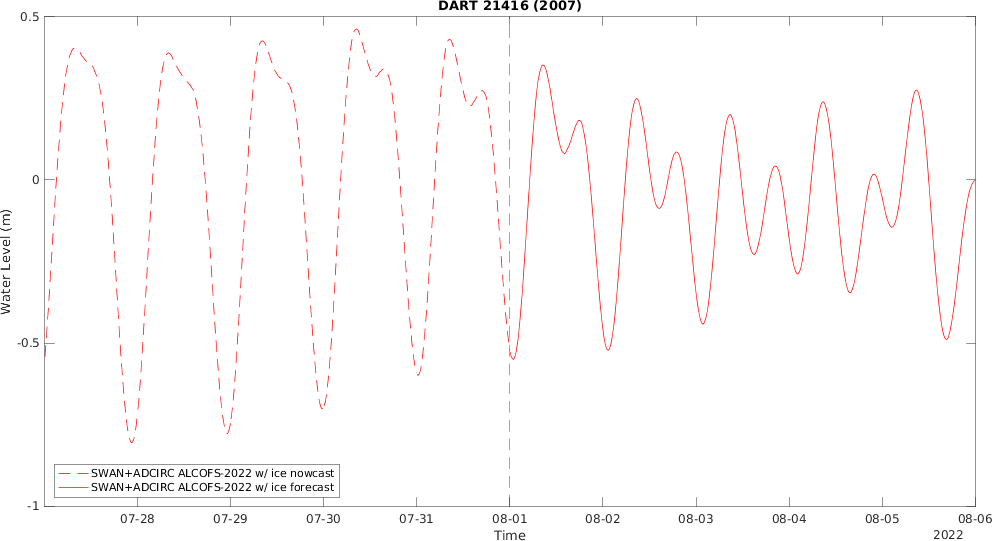 DART 21416 (2007)
0.5
0
-0.5
-1
Water Level (m)
SWAN+ADCIRC ALCOFS-2022 w/ ice nowcast
SWAN+ADCIRC ALCOFS-2022 w/ ice forecast
07-28 07-29 07-30 07-31 08-01 08-02 08-03 08-04 08-05 08-06
Time
2022